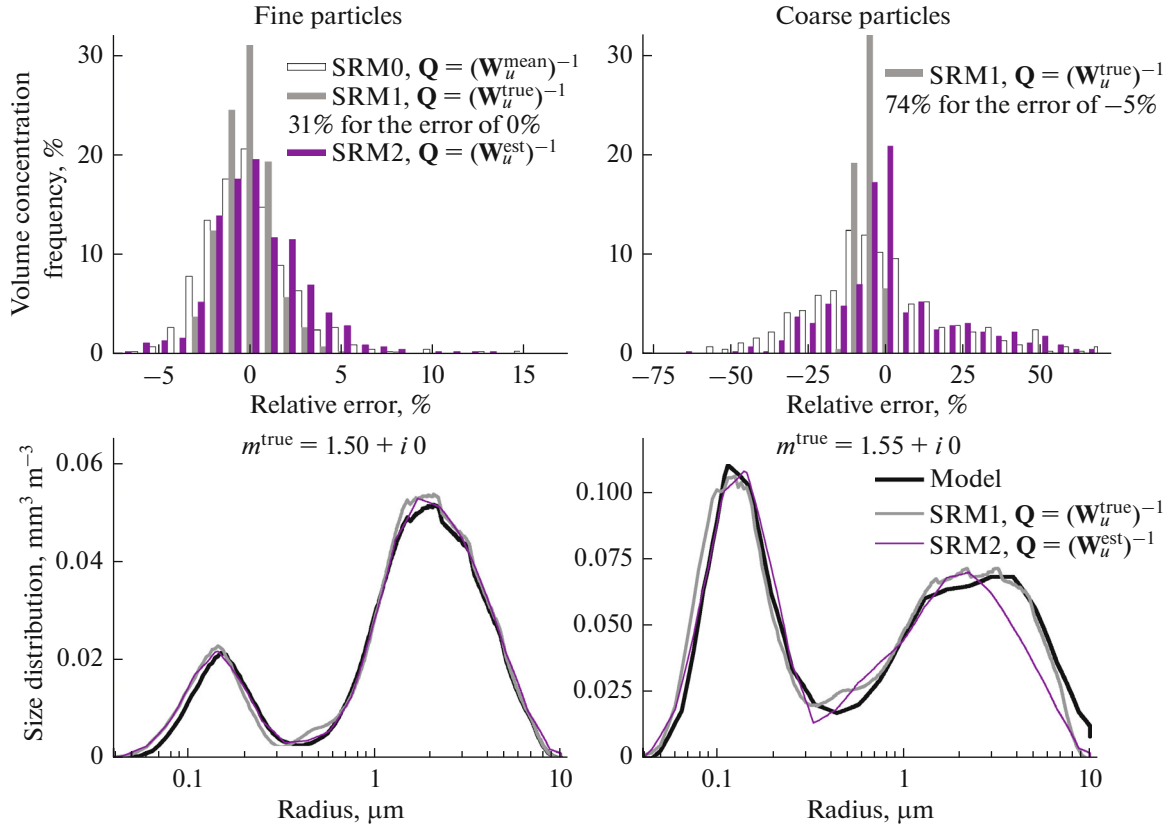 Fine particles
Volume concentration
frequency, %
30
20
10
0
SRM0, Q = (W_u^mean)^−1
SRM1, Q = (W_u^true)^−1
31% for the error of 0%
SRM2, Q = (W_u^est)^−1
−5
0
5
10
15
Relative error, %
Coarse particles
30
20
10
0
SRM1, Q = (W_u^true)^−1
74% for the error of −5%
−75
−50
−25
0
25
50
Relative error, %
m^true = 1.50 + i 0
Size distribution, mm³ m⁻³
0.06
0.04
0.02
0
0.1
1
10
Radius, μm
m^true = 1.55 + i 0
0.100
0.075
0.050
0.025
0
Model
SRM1, Q = (W_u^true)^−1
SRM2, Q = (W_u^est)^−1
0.1
1
10
Radius, μm